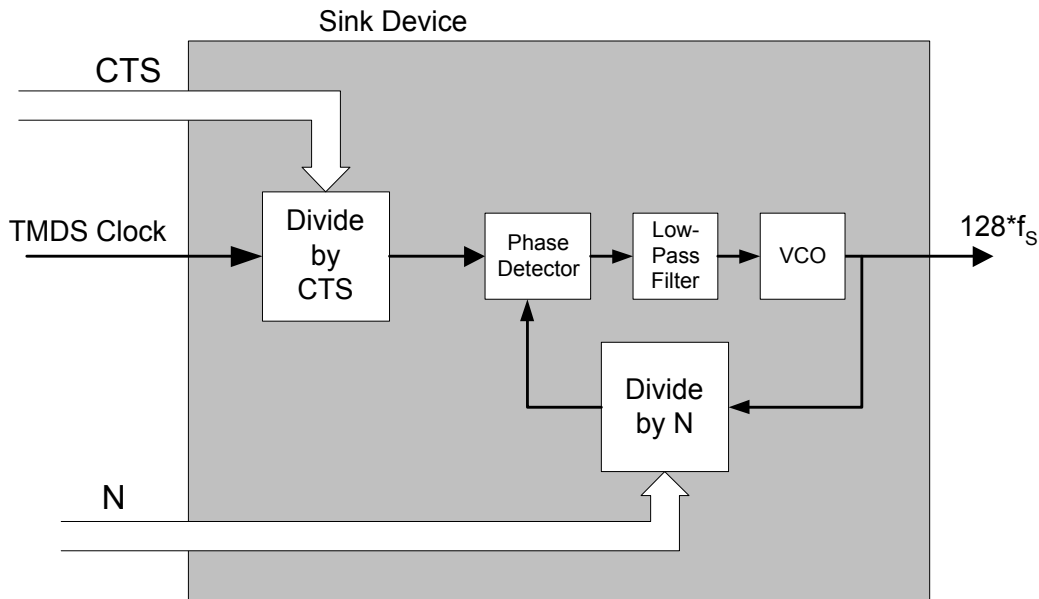 Sink Device
CTS
TMDS Clock
Divide
by
CTS
Phase
Detector
Low-
Pass
Filter
VCO
128*fS
Divide
by N
N